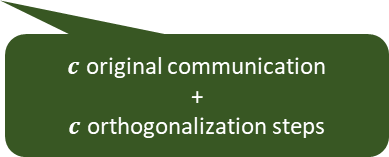 c original communication
+
c orthogonalization steps